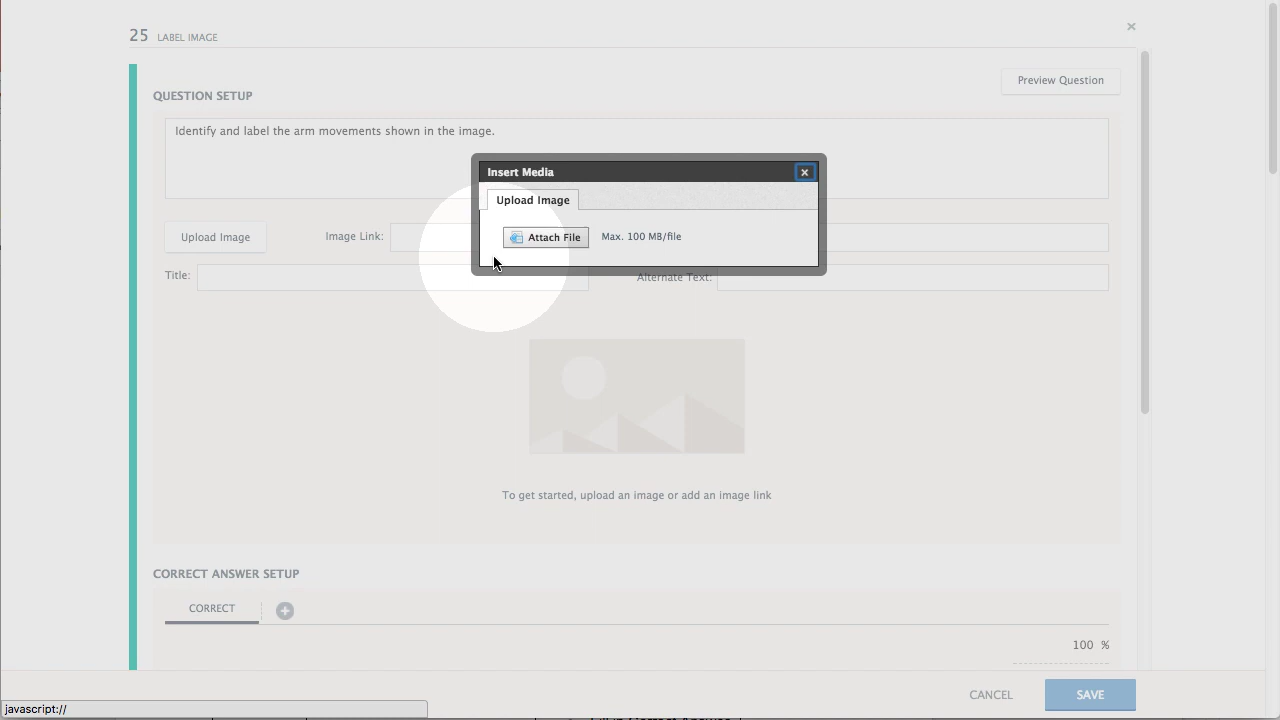 25 LABEL IMAGE
×
Preview Question
QUESTION SETUP
Identify and label the arm movements shown in the image.
Insert Media
×
Upload Image
Attach File Max. 100 MB/file
Upload Image Image Link:
Title: Alternate Text:
To get started, upload an image or add an image link
CORRECT ANSWER SETUP
CORRECT +
100 %
CANCEL SAVE
javascript://